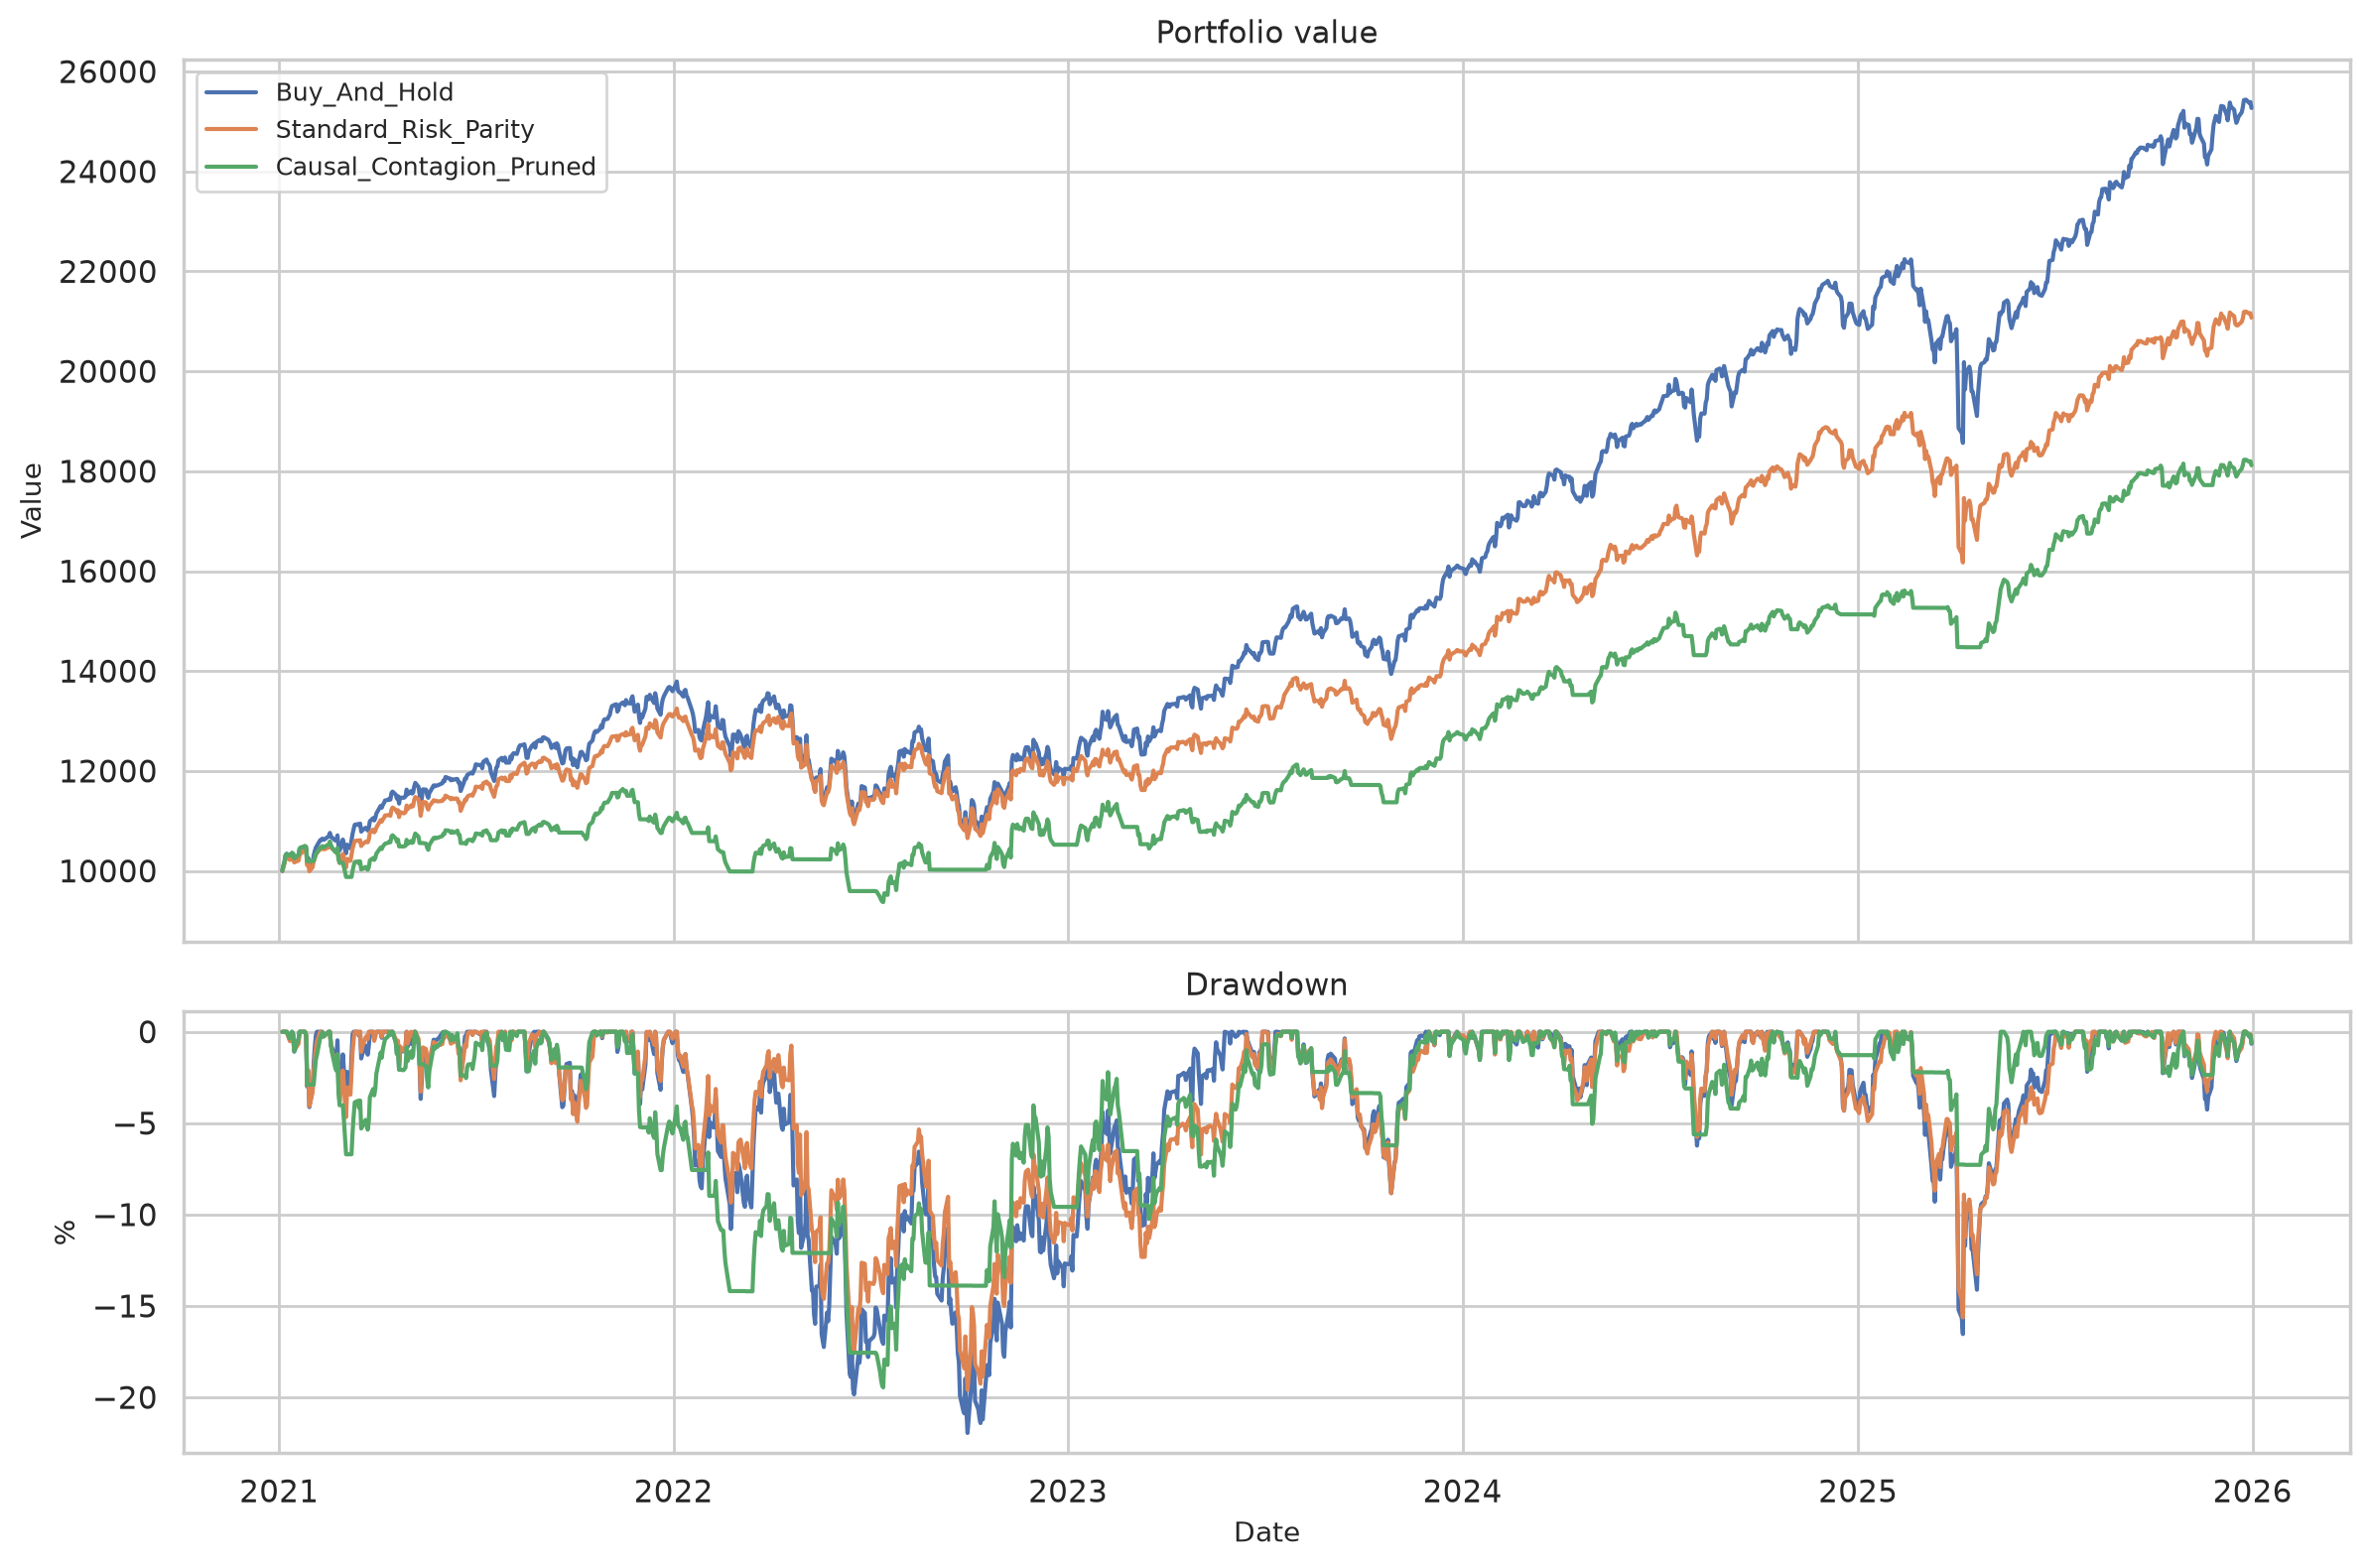 Portfolio value
26000
24000
22000
20000
18000
16000
14000
12000
10000
Value
Buy_And_Hold
Standard_Risk_Parity
Causal_Contagion_Pruned
Drawdown
0
−5
−10
−15
−20
%
2021 2022 2023 2024 2025 2026
Date